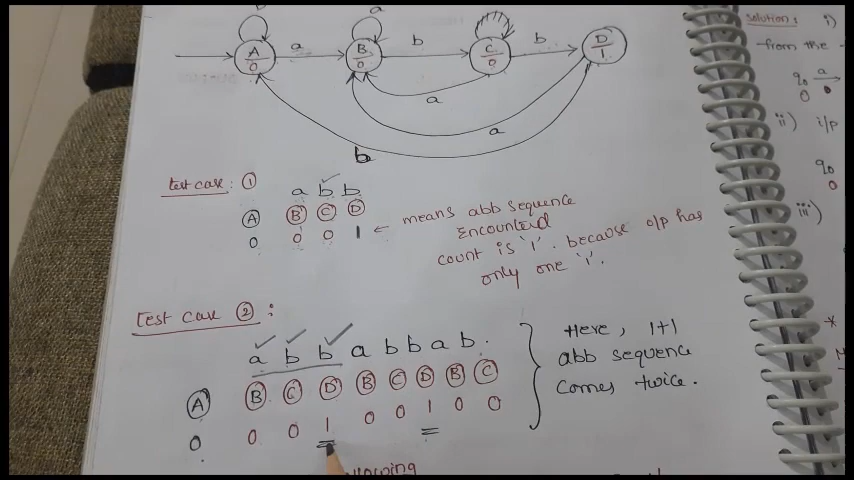 b
a
A
0
a
B
0
b
C
0
b
D
1
a
a
b
test case : ①
a b b
A B C D
0 0 0 1 ← means abb sequence
Encounterd
count is '1'. because o/p has
only one '1'.
test case ② :
a b b a b b a b .
A B C D B C D B C
0 0 0 1 0 0 1 0 0
Here, 1+1
abb sequence
comes twice.
solution : i)
from the
q0 a
0 0
ii) i/p
q0
0
iii)
*